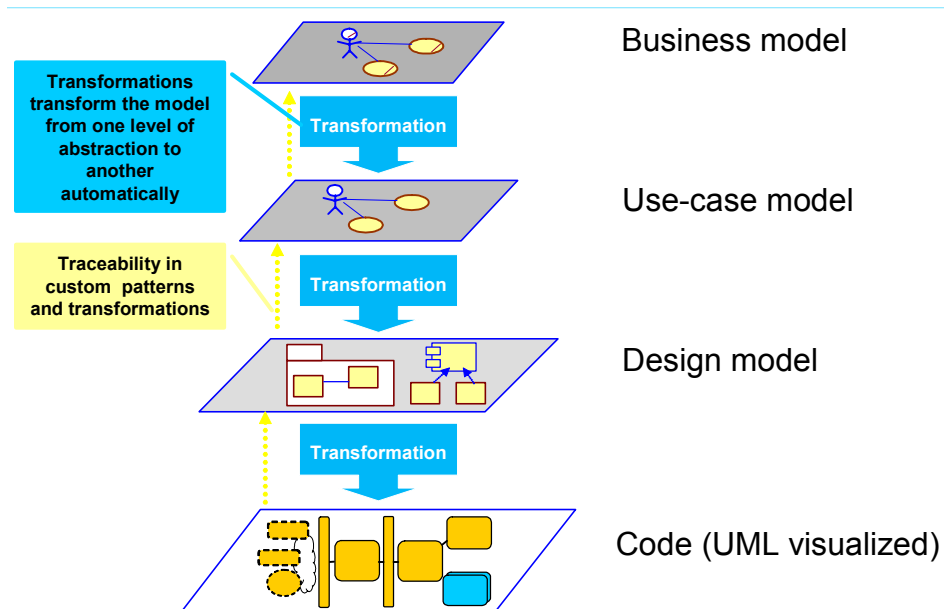 Business model
Transformations
transform the model
from one level of
abstraction to
another
automatically
Transformation
Use-case model
Traceability in
custom patterns
and transformations
Transformation
Design model
Transformation
Code (UML visualized)